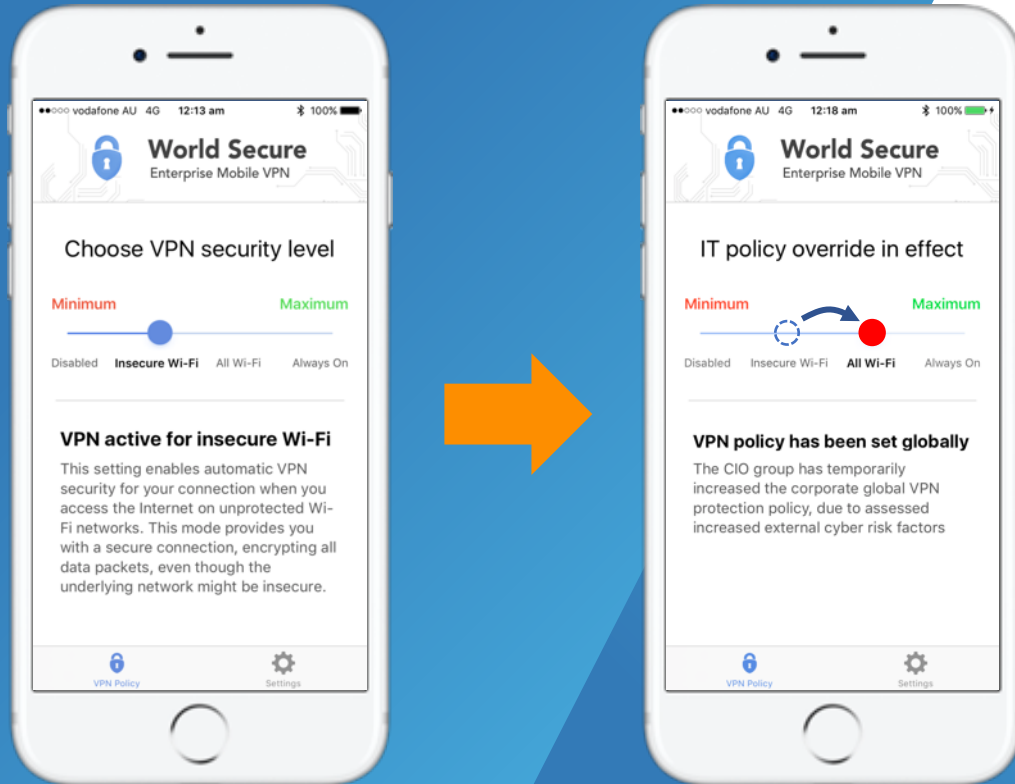 vodafone AU 4G 12:13 am 100%
World Secure
Enterprise Mobile VPN
Choose VPN security level
Minimum Maximum
Disabled Insecure Wi-Fi All Wi-Fi Always On
VPN active for insecure Wi-Fi
This setting enables automatic VPN
security for your connection when you
access the Internet on unprotected Wi-
Fi networks. This mode provides you
with a secure connection, encrypting all
data packets, even though the
underlying network might be insecure.
VPN Policy Settings
vodafone AU 4G 12:18 am 100%
World Secure
Enterprise Mobile VPN
IT policy override in effect
Minimum Maximum
Disabled Insecure Wi-Fi All Wi-Fi Always On
VPN policy has been set globally
The CIO group has temporarily
increased the corporate global VPN
protection policy, due to assessed
increased external cyber risk factors
VPN Policy Settings